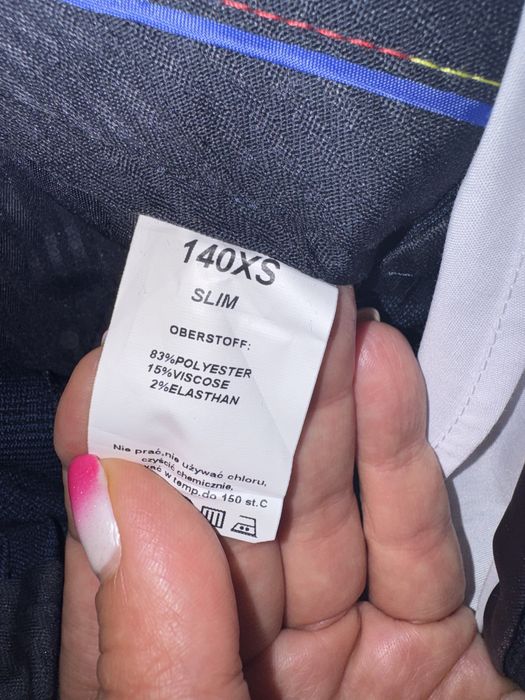 140XS
SLIM
OBERSTOFF:
83%POLYESTER
15%VISCOSE
2%ELASTHAN
Nie prać.nie używać chloru,
czyścić chemicznie.
w temp.do 150 st.C